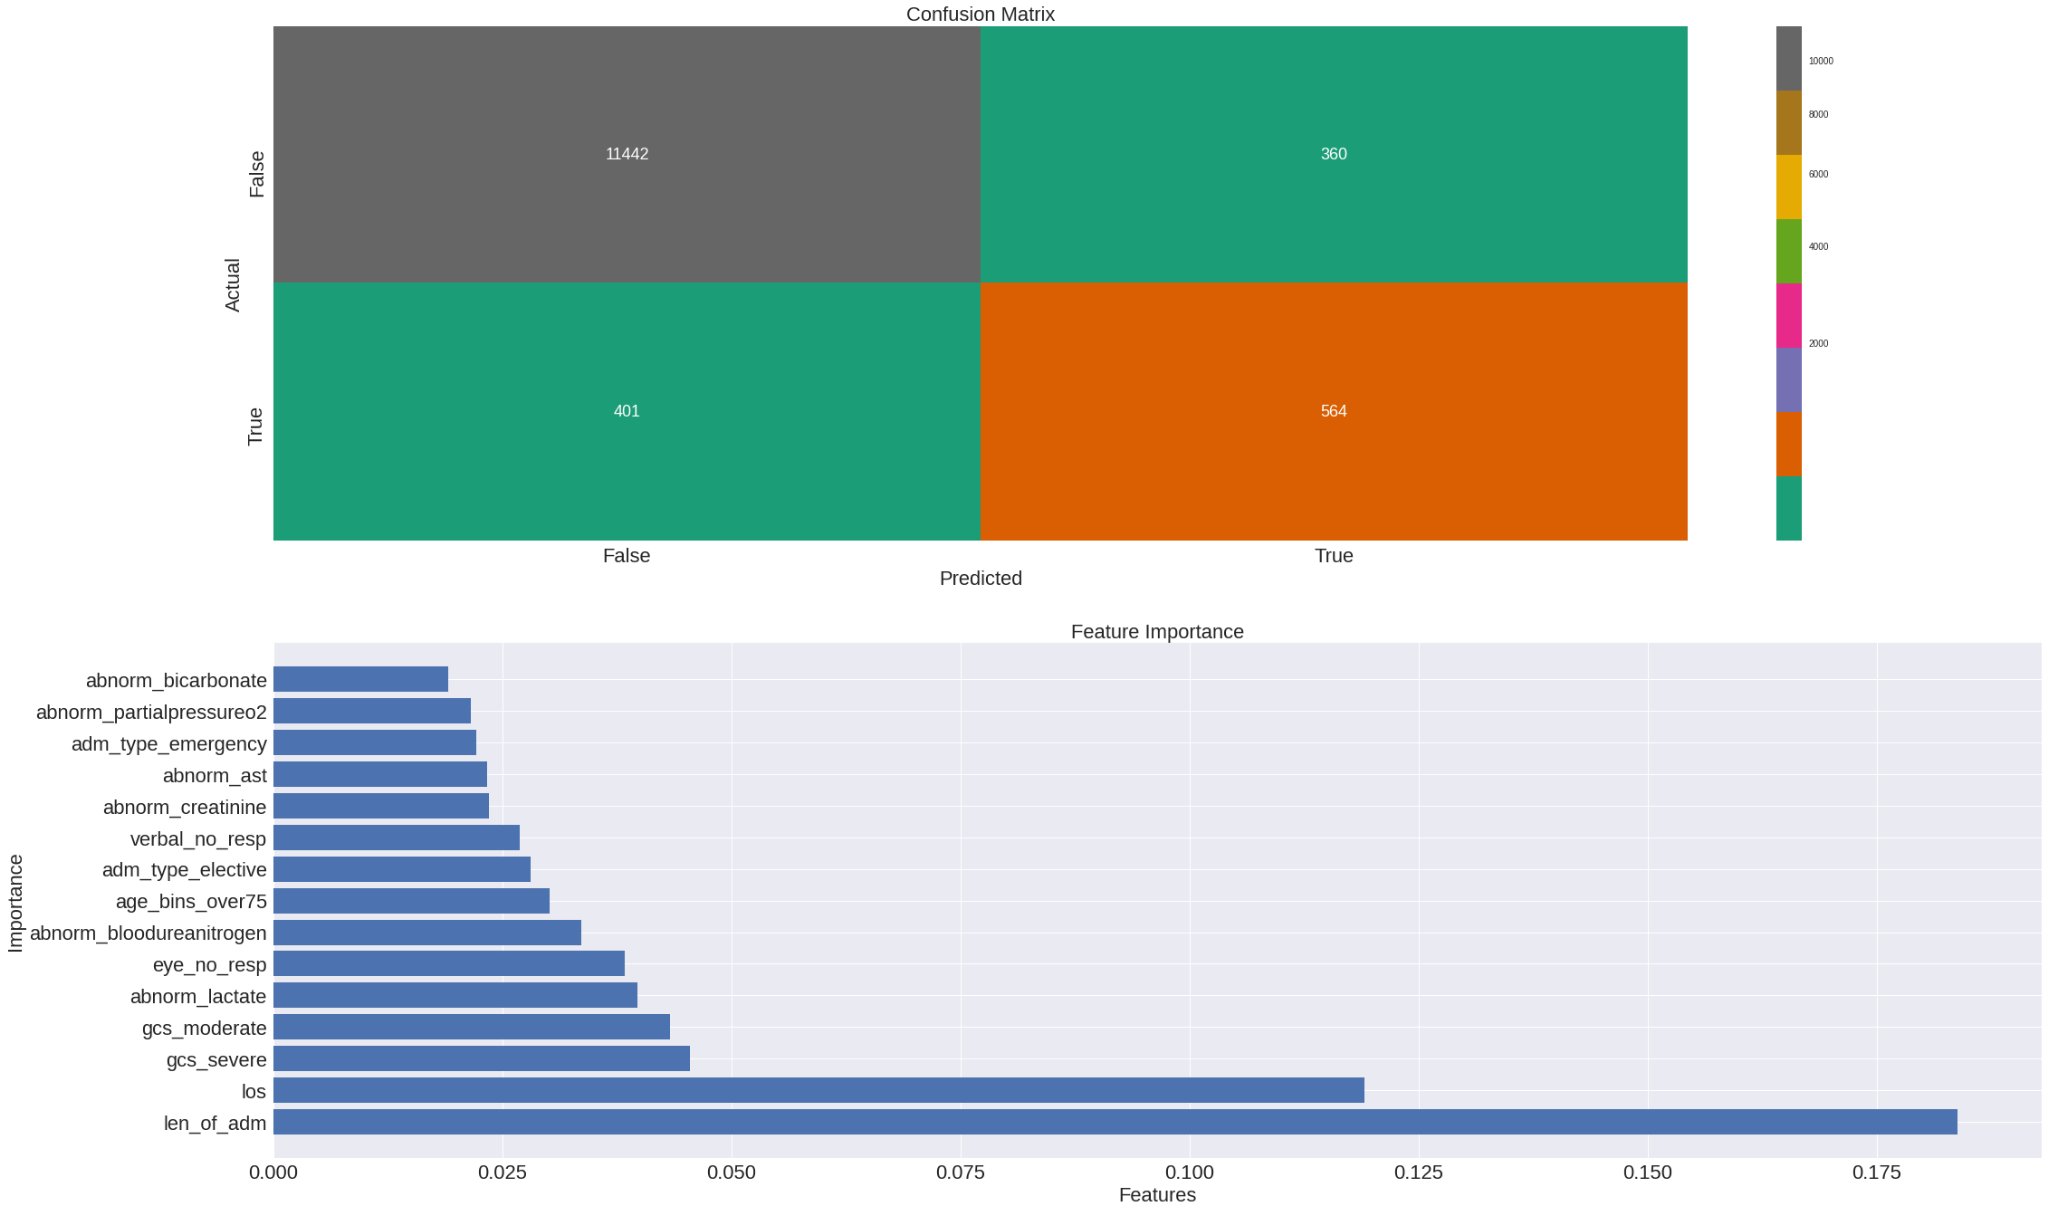 Confusion Matrix
11442
360
401
564
False
True
Actual
False
True
Predicted
10000
8000
6000
4000
2000
Feature Importance
abnorm_bicarbonate
abnorm_partialpressureo2
adm_type_emergency
abnorm_ast
abnorm_creatinine
verbal_no_resp
adm_type_elective
age_bins_over75
abnorm_bloodureanitrogen
eye_no_resp
abnorm_lactate
gcs_moderate
gcs_severe
los
len_of_adm
Importance
0.000 0.025 0.050 0.075 0.100 0.125 0.150 0.175
Features